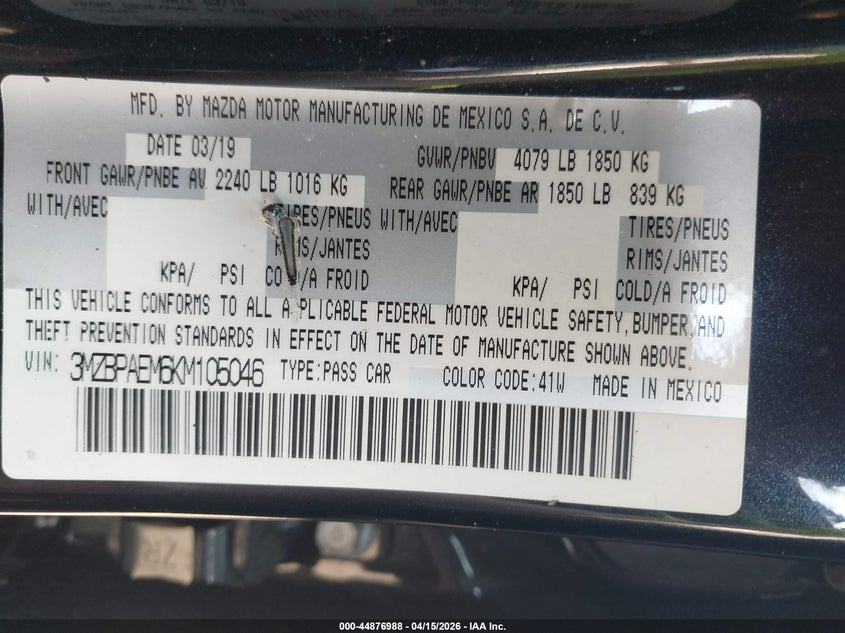 MFD. BY MAZDA MOTOR MANUFACTURING DE MEXICO S.A. DE C.V.
DATE 03/19 GVWR/PNBV 4079 LB 1850 KG
FRONT GAWR/PNBE AV 2240 LB 1016 KG REAR GAWR/PNBE AR 1850 LB 839 KG
WITH/AVEC TIRES/PNEUS WITH/AVEC TIRES/PNEUS
RIMS/JANTES RIMS/JANTES
KPA/ PSI COLD/A FROID KPA/ PSI COLD/A FROID
THIS VEHICLE CONFORMS TO ALL APPLICABLE FEDERAL MOTOR VEHICLE SAFETY, BUMPER, AND
THEFT PREVENTION STANDARDS IN EFFECT ON THE DATE OF MANUFACTURE SHOWN ABOVE.
VIN: 3MZBPAEM6KM105046 TYPE:PASS CAR COLOR CODE:41W MADE IN MEXICO
000-44876988 - 04/15/2026 - IAA Inc.